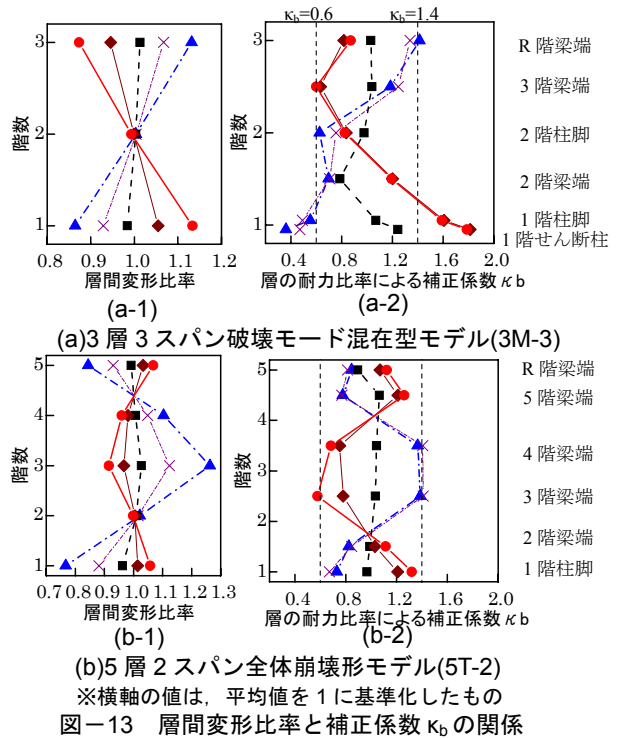 κb=0.6 κb=1.4
階数
3
2
1
0.8 0.9 1.0 1.1 1.2
層間変形比率
(a-1)
階数
3
2
1
0.4 0.8 1.2 1.6 2.0
層の耐力比率による補正係数κb
(a-2)
R 階梁端
3 階梁端
2 階柱脚
2 階梁端
1 階柱脚
1 階せん断柱
(a)3 層 3 スパン破壊モード混在型モデル(3M-3)
階数
5
4
3
2
1
0.7 0.8 0.9 1.0 1.1 1.2 1.3
層間変形比率
(b-1)
階数
5
4
3
2
1
0.4 0.8 1.2 1.6 2.0
層の耐力比率による補正係数κb
(b-2)
R 階梁端
5 階梁端
4 階梁端
3 階梁端
2 階梁端
1 階柱脚
(b)5 層 2 スパン全体崩壊形モデル(5T-2)
※横軸の値は，平均値を 1 に基準化したもの
図－13 層間変形比率と補正係数 κbの関係